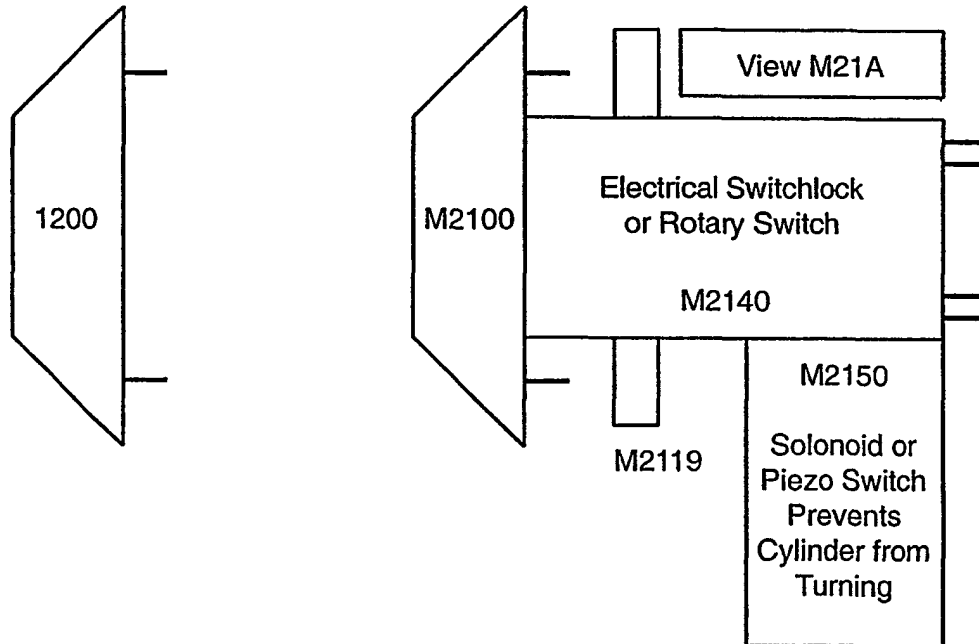 View M21A
1200
M2100
Electrical Switchlock
or Rotary Switch
M2140
M2150
M2119
Solonoid or
Piezo Switch
Prevents
Cylinder from
Turning